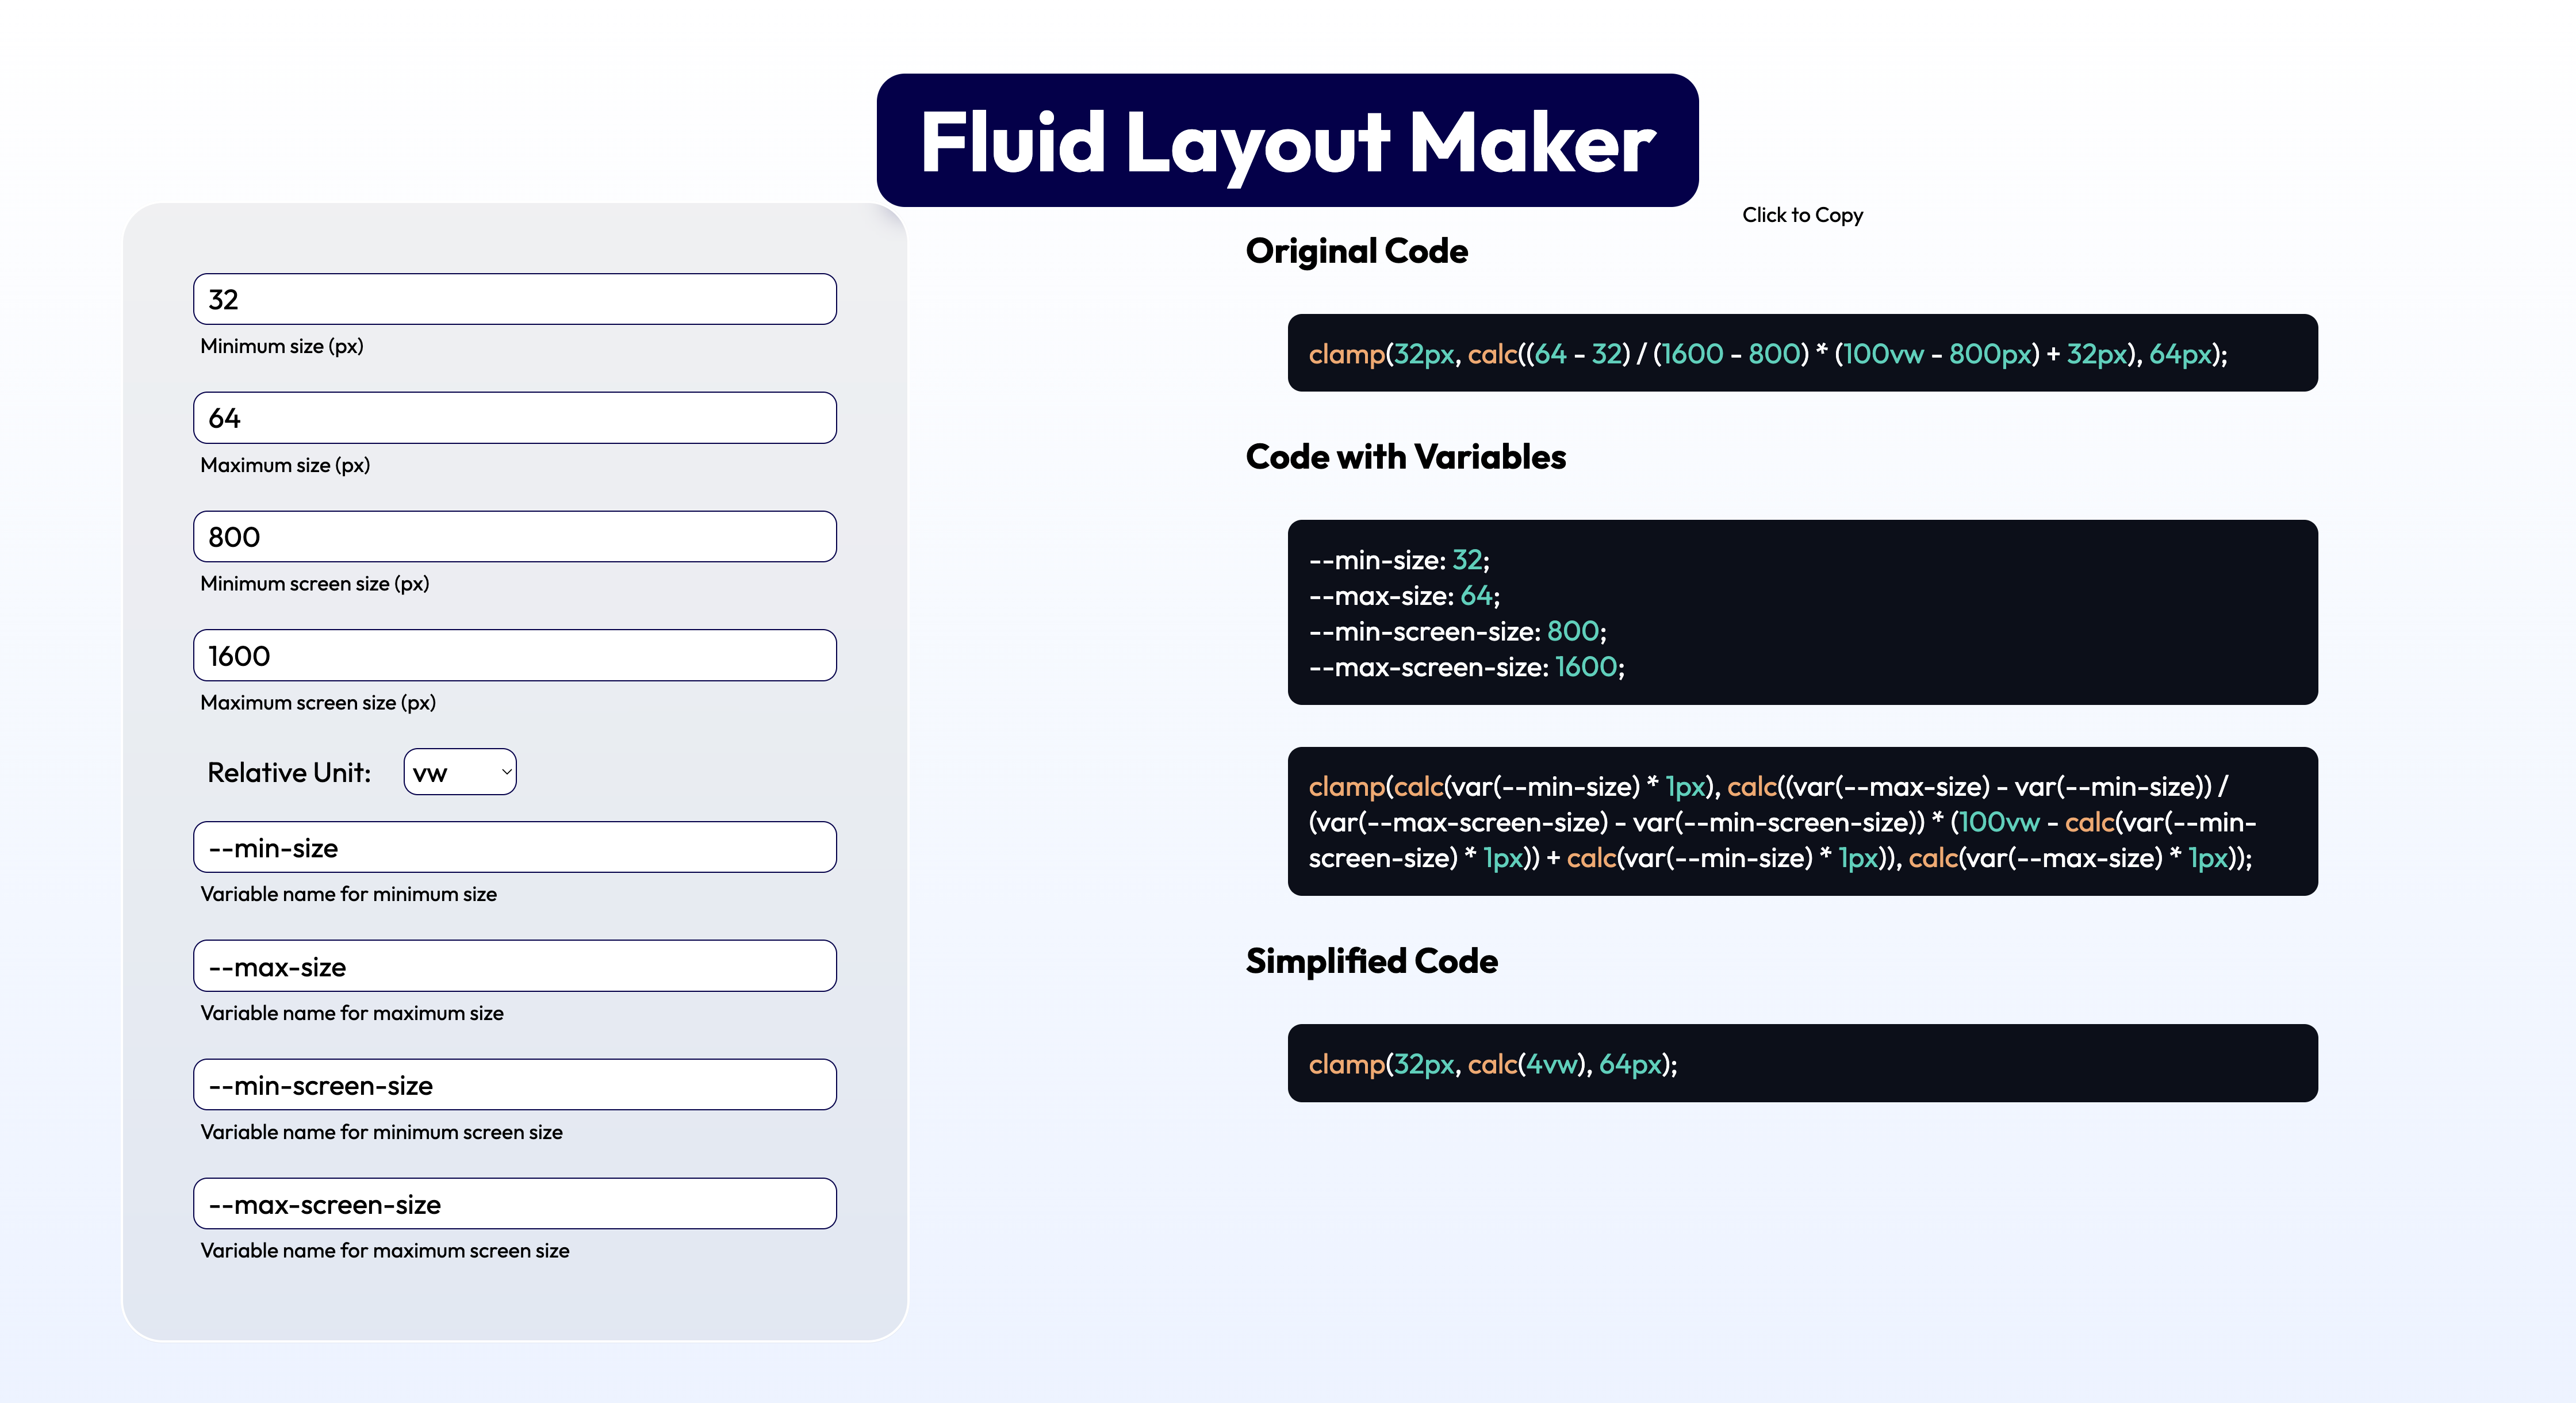 Fluid Layout Maker
32
Minimum size (px)
64
Maximum size (px)
800
Minimum screen size (px)
1600
Maximum screen size (px)
Relative Unit: vw
--min-size
Variable name for minimum size
--max-size
Variable name for maximum size
--min-screen-size
Variable name for minimum screen size
--max-screen-size
Variable name for maximum screen size
Click to Copy
Original Code
clamp(32px, calc((64 - 32) / (1600 - 800) * (100vw - 800px) + 32px), 64px);
Code with Variables
--min-size: 32;
--max-size: 64;
--min-screen-size: 800;
--max-screen-size: 1600;
clamp(calc(var(--min-size) * 1px), calc((var(--max-size) - var(--min-size)) /
(var(--max-screen-size) - var(--min-screen-size)) * (100vw - calc(var(--min-
screen-size) * 1px)) + calc(var(--min-size) * 1px)), calc(var(--max-size) * 1px));
Simplified Code
clamp(32px, calc(4vw), 64px);